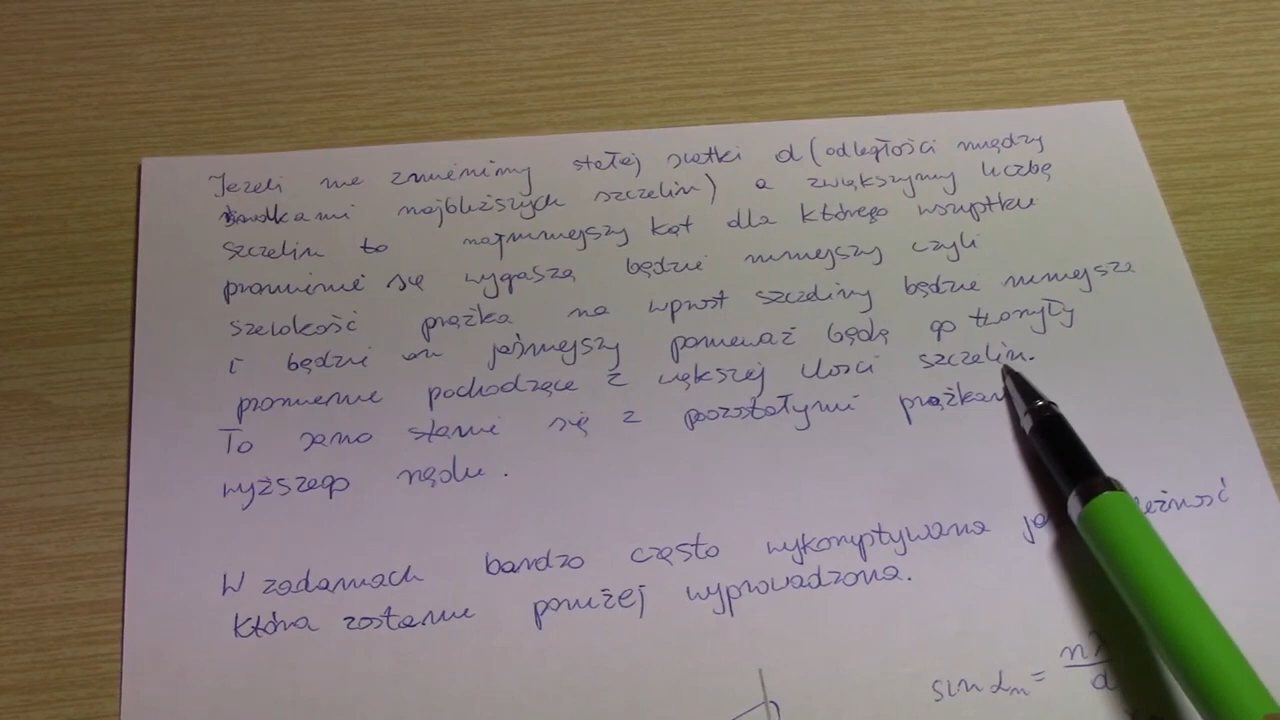 Jeżeli nie zmienimy stałej siatki d (odległości między
środkami najbliższych szczelin) a zwiększymy liczbę
szczelin to najmniejszy kąt dla którego wszystkie
promienie się wygaszą będzie mniejszy czyli
szerokość prążka na wprost szczeliny będzie mniejsza
i będzie on jaśniejszy ponieważ będą go tworzyły
promienie pochodzące z większej ilości szczelin.
To samo stanie się z pozostałymi
wyższego rzędu.
W zadaniach bardzo często wykorzystywana
która zostanie poniżej wyprowadzona.
sin αₙ = nλ/d